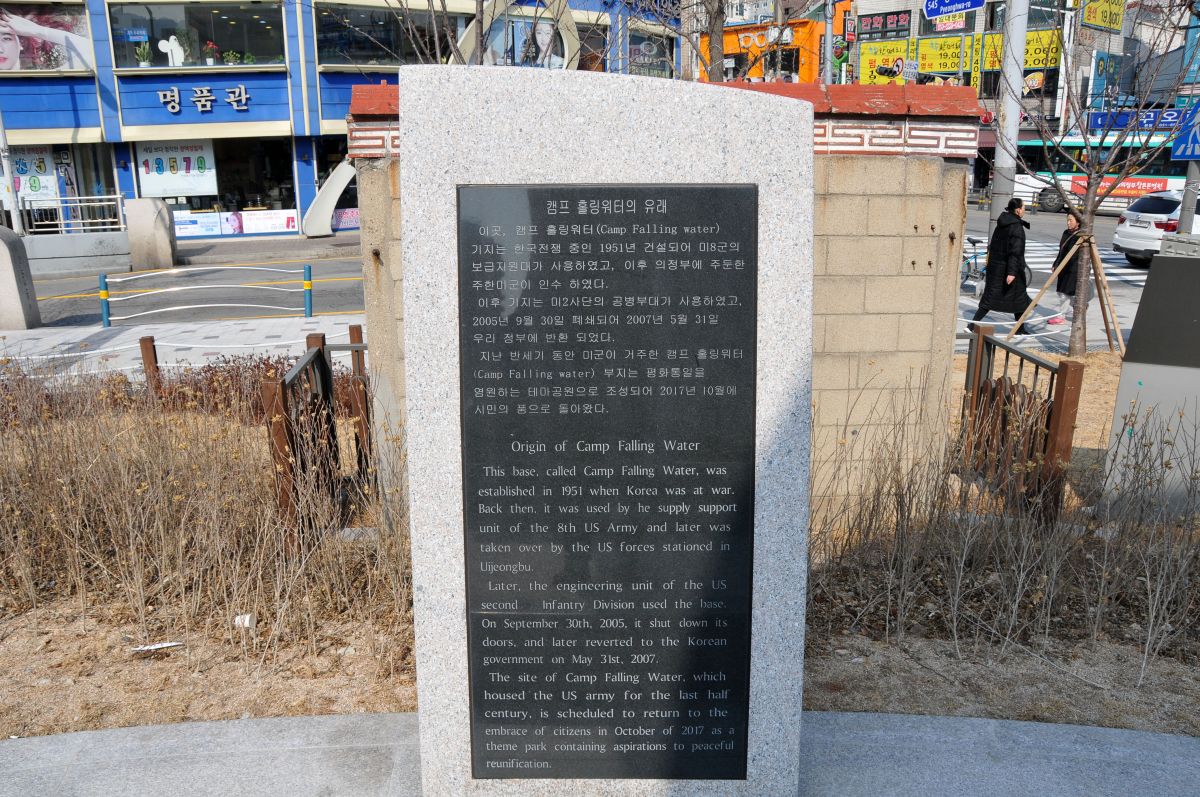 명품관
13579
545
Peonghwa-ro
만화 만화
19,000
19,000
캠프 홀링워터의 유래
이곳, 캠프 홀링워터(Camp Falling water)
기지는 한국전쟁 중인 1951년 건설되어 미8군의
보급지원대가 사용하였고, 이후 의정부에 주둔한
주한미군이 인수 하였다.
이후 기지는 미2사단의 공병부대가 사용하였고,
2005년 9월 30일 폐쇄되어 2007년 5월 31일
우리 정부에 반환 되었다.
지난 반세기 동안 미군이 거주한 캠프 홀링워터
(Camp Falling water) 부지는 평화통일을
염원하는 테마공원으로 조성되어 2017년 10월에
시민의 품으로 돌아왔다.
Origin of Camp Falling Water
This base, called Camp Falling Water, was
established in 1951 when Korea was at war.
Back then, it was used by he supply support
unit of the 8th US Army and later was
taken over by the US forces stationed in
Uijeongbu.
Later, the engineering unit of the US
second Infantry Division used the base.
On September 30th, 2005, it shut down its
doors, and later reverted to the Korean
government on May 31st, 2007.
The site of Camp Falling Water, which
housed the US army for the last half
century, is scheduled to return to the
embrace of citizens in October of 2017 as a
theme park containing aspirations to peaceful
reunification.